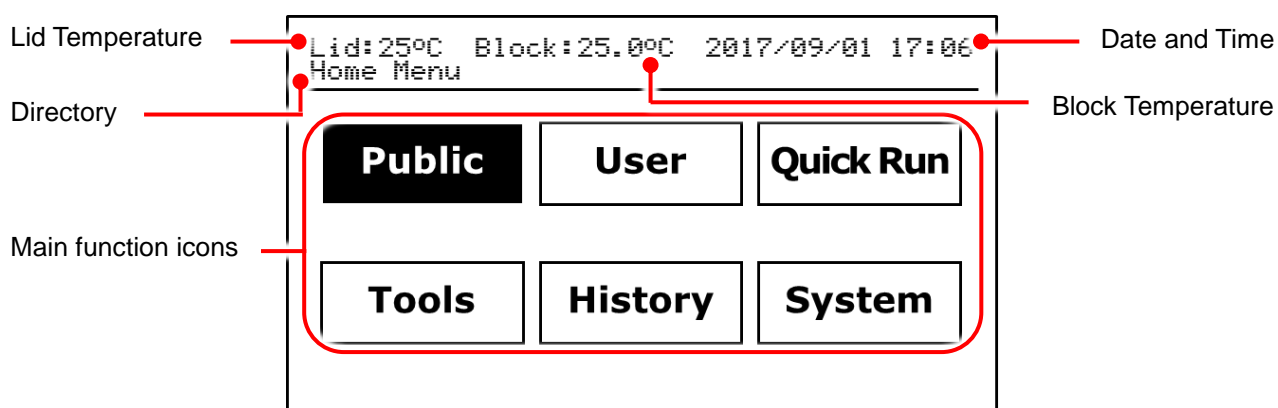 Lid Temperature
Lid:25ºC Block:25.0ºC 2017/09/01 17:06
Date and Time
Home Menu
Directory
Block Temperature
Public User Quick Run
Main function icons
Tools History System